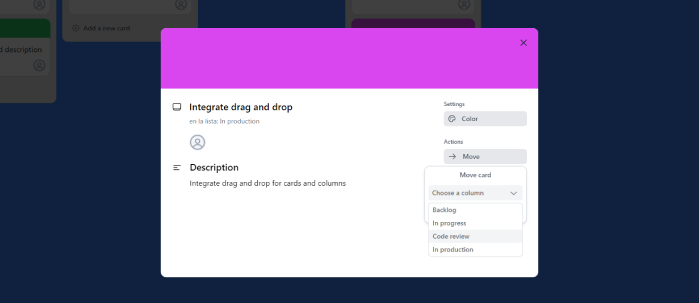 Add a new card
d description
Integrate drag and drop
en la lista: In production
Description
Integrate drag and drop for cards and columns
Settings
Color
Actions
Move
Move card
Choose a column
Backlog
In progress
Code review
In production